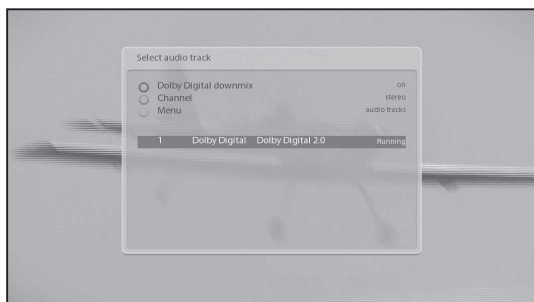 Select audio track
Dolby Digital downmix on
Channel stereo
Menu audio tracks
1 Dolby Digital Dolby Digital 2.0 Running